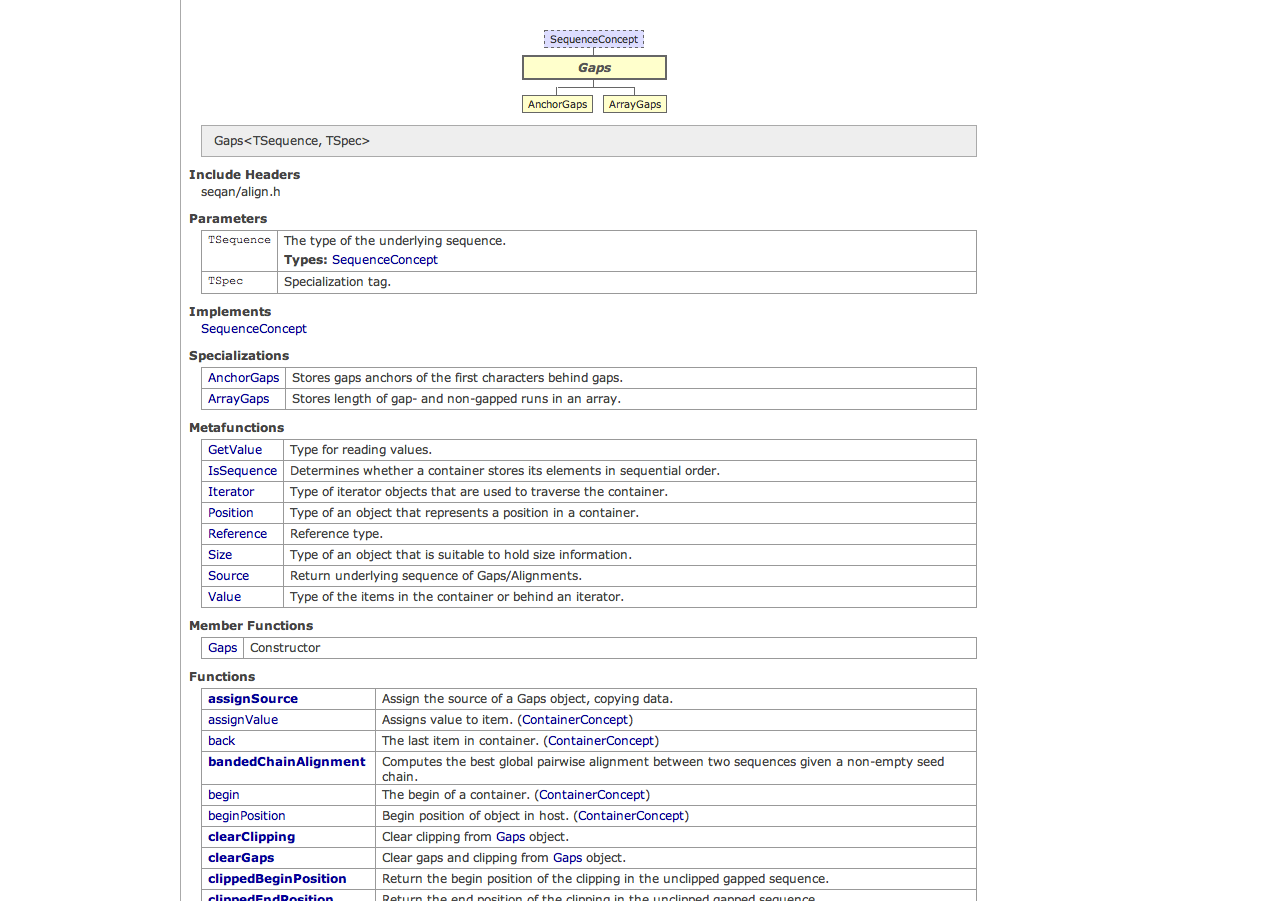 SequenceConcept
Gaps
AnchorGaps ArrayGaps
Gaps<TSequence, TSpec>
Include Headers
seqan/align.h
Parameters
TSequence The type of the underlying sequence.
Types: SequenceConcept
TSpec Specialization tag.
Implements
SequenceConcept
Specializations
AnchorGaps Stores gaps anchors of the first characters behind gaps.
ArrayGaps Stores length of gap- and non-gapped runs in an array.
Metafunctions
GetValue Type for reading values.
IsSequence Determines whether a container stores its elements in sequential order.
Iterator Type of iterator objects that are used to traverse the container.
Position Type of an object that represents a position in a container.
Reference Reference type.
Size Type of an object that is suitable to hold size information.
Source Return underlying sequence of Gaps/Alignments.
Value Type of the items in the container or behind an iterator.
Member Functions
Gaps Constructor
Functions
assignSource Assign the source of a Gaps object, copying data.
assignValue Assigns value to item. (ContainerConcept)
back The last item in container. (ContainerConcept)
bandedChainAlignment Computes the best global pairwise alignment between two sequences given a non-empty seed
chain.
begin The begin of a container. (ContainerConcept)
beginPosition Begin position of object in host. (ContainerConcept)
clearClipping Clear clipping from Gaps object.
clearGaps Clear gaps and clipping from Gaps object.
clippedBeginPosition Return the begin position of the clipping in the unclipped gapped sequence.
clippedEndPosition Return the end position of the clipping in the unclipped gapped sequence.